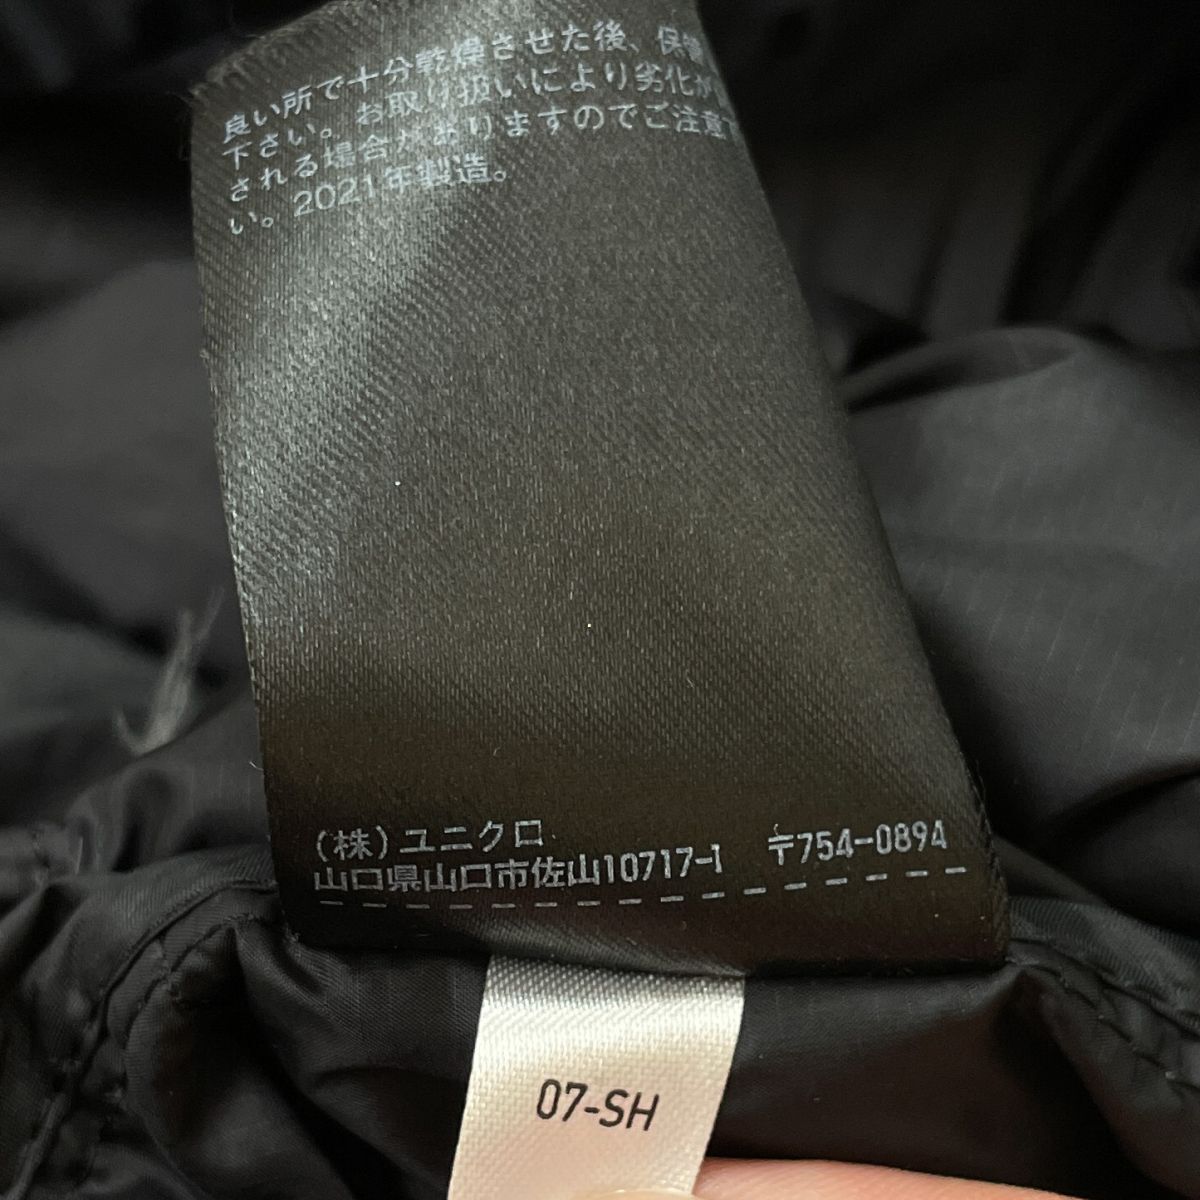 良い所で十分乾燥させた後、保管
下さい。お取り扱いにより劣化が
される場合がありますのでご注意下
い。2021年製造。
(株)ユニクロ
山口県山口市佐山10717-1 〒754-0894
07-SH